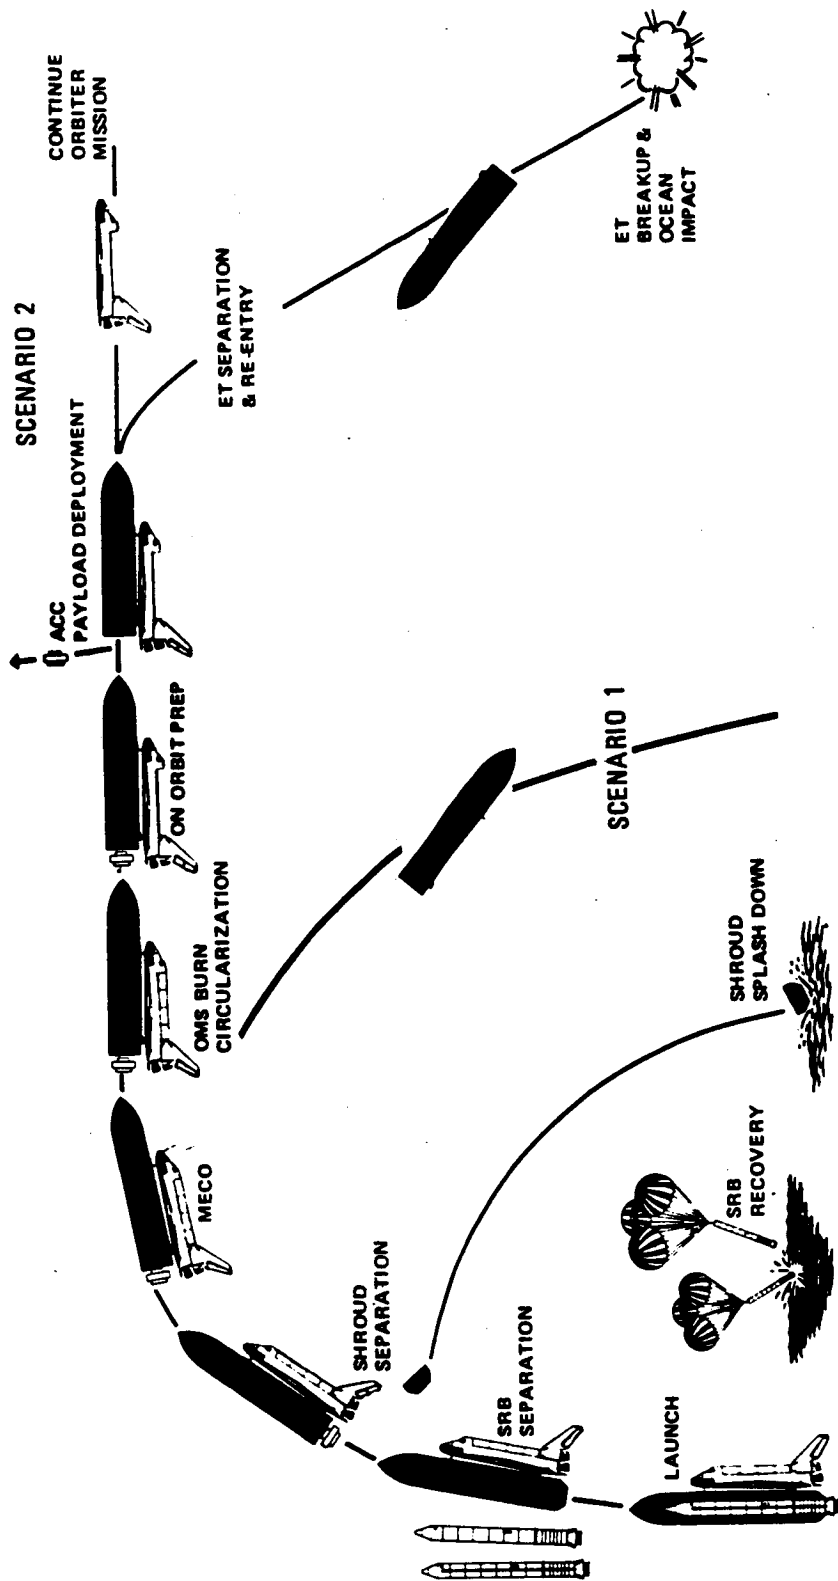 LAUNCH
SRB
SEPARATION
SRB
RECOVERY
SHROUD
SEPARATION
SHROUD
SPLASH DOWN
MECO
OMS BURN
CIRCULARIZATION
SCENARIO 1
ON ORBIT PREP
ACC
PAYLOAD DEPLOYMENT
SCENARIO 2
ET SEPARATION
& RE-ENTRY
ET
BREAKUP &
OCEAN
IMPACT
CONTINUE
ORBITER
MISSION